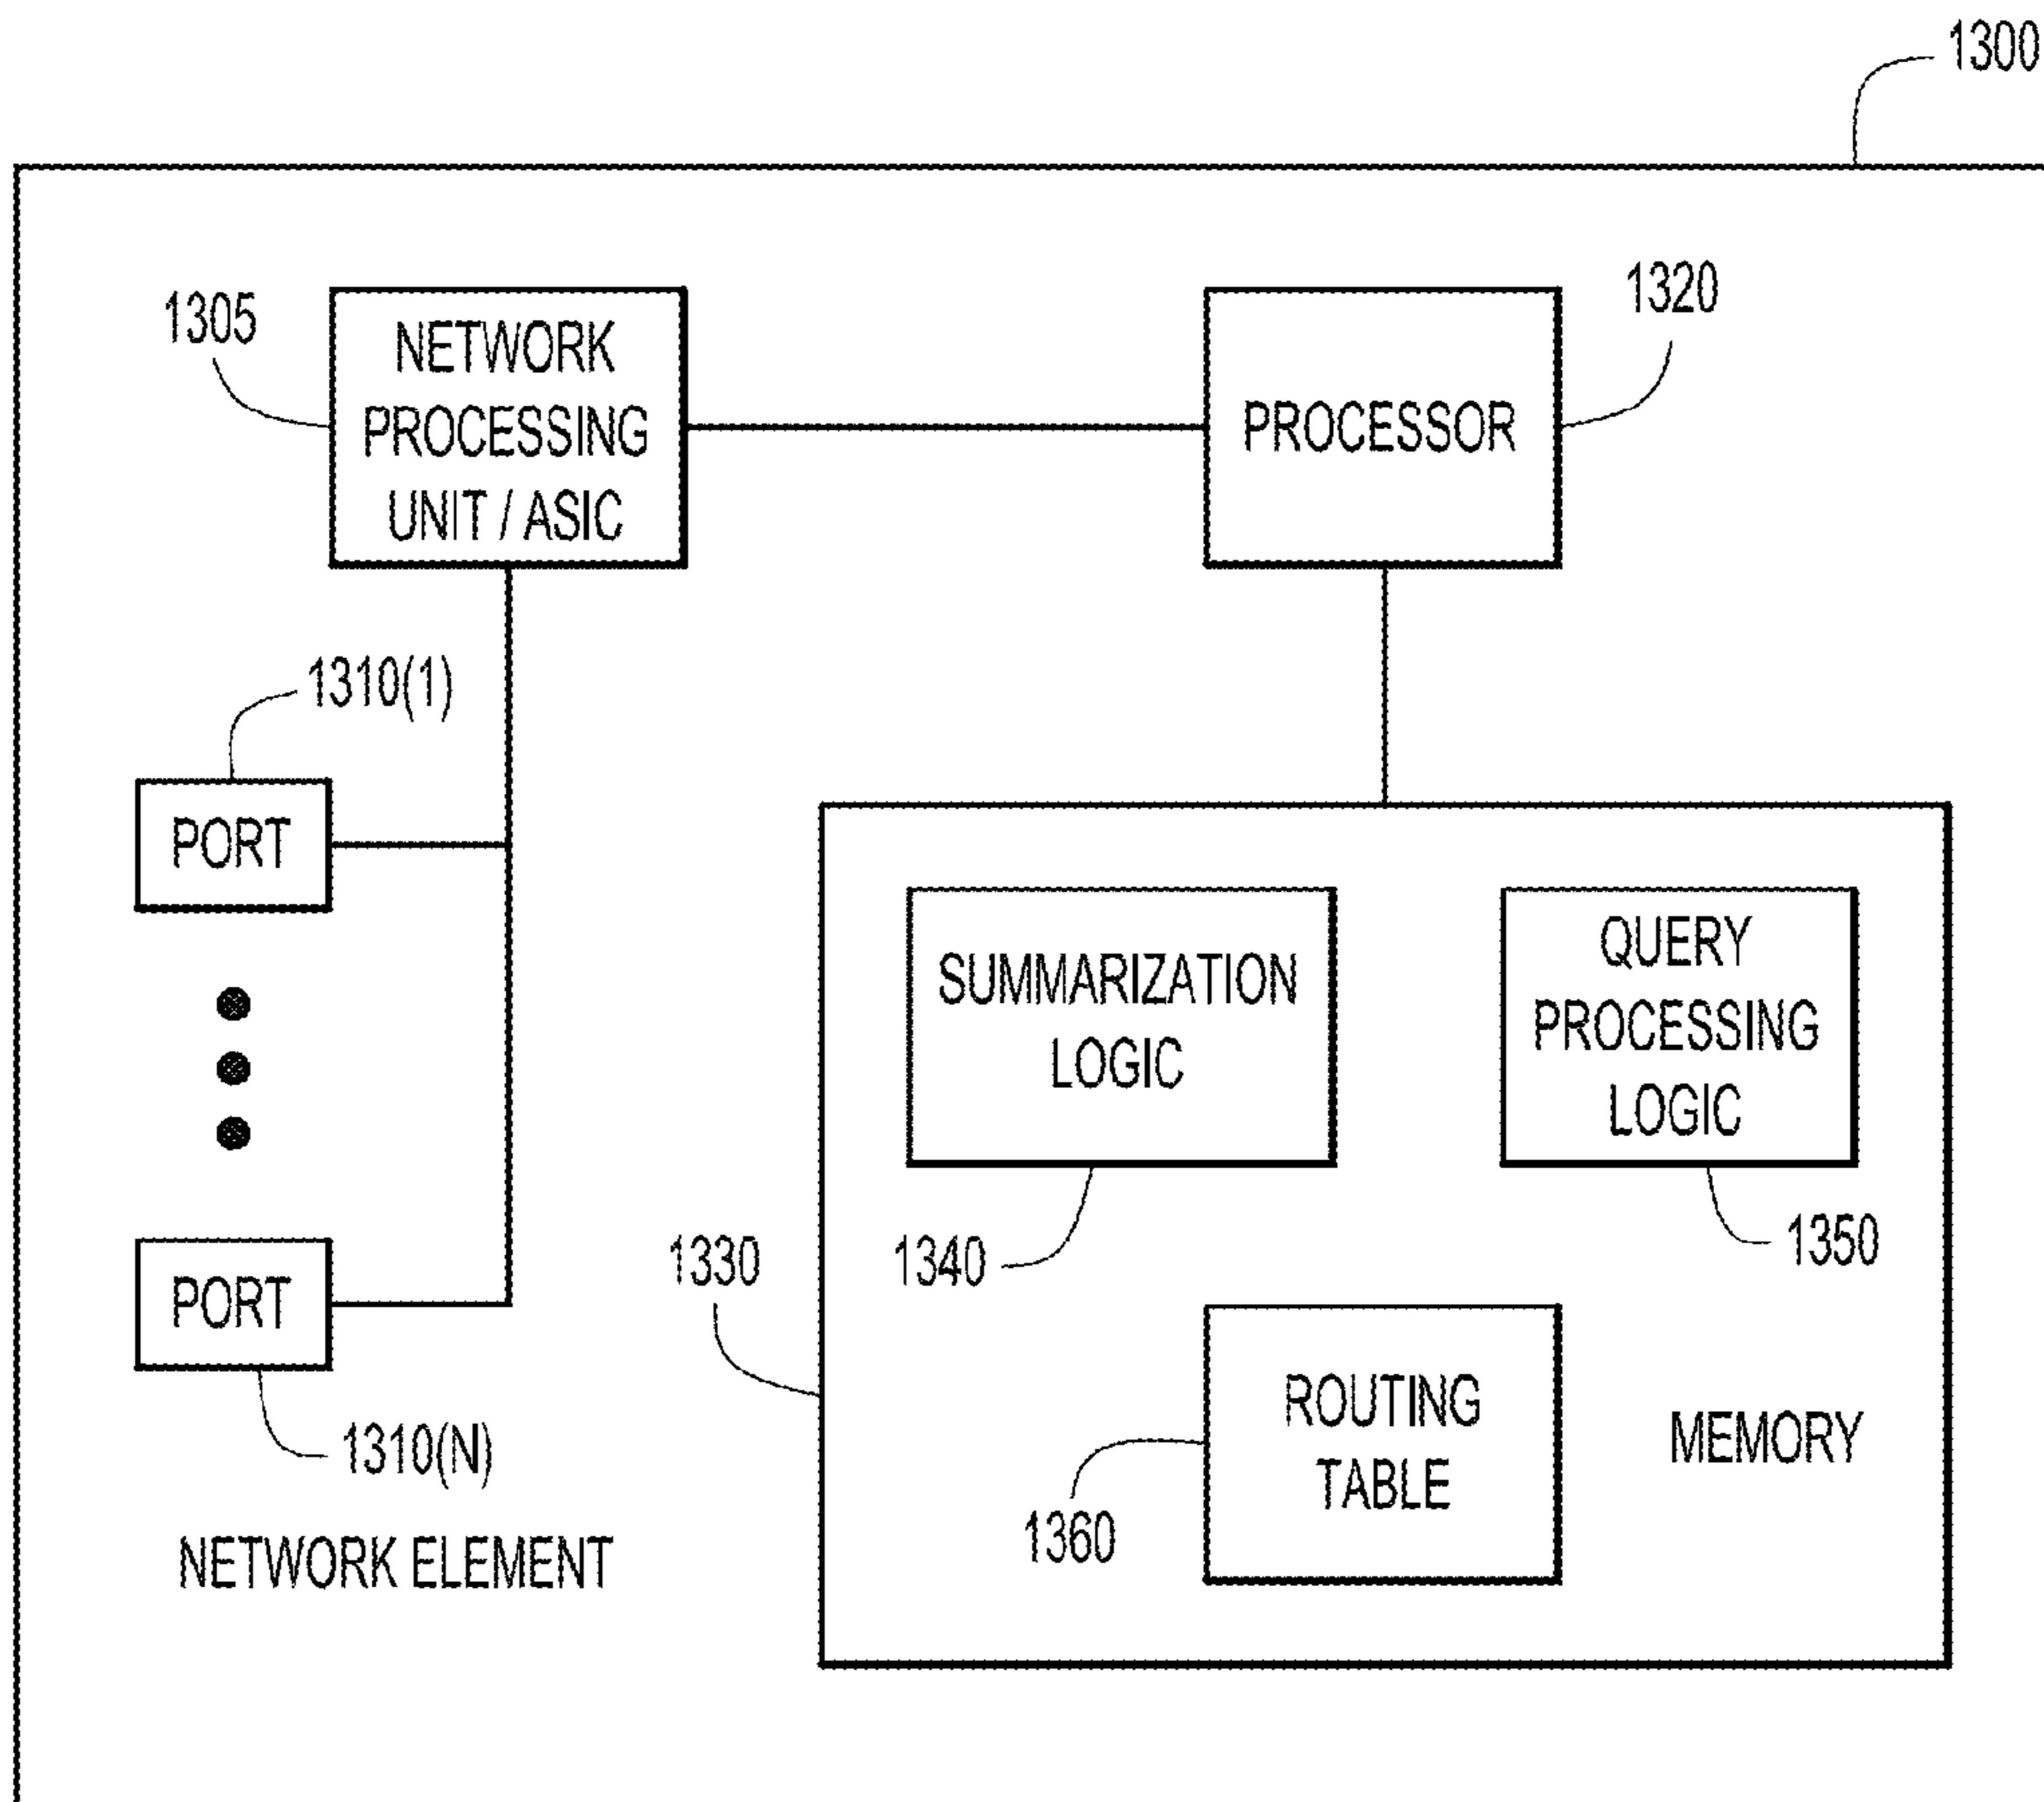 1300
1305
NETWORK
PROCESSING
UNIT / ASIC
PROCESSOR
1320
1310(1)
PORT
SUMMARIZATION
LOGIC
QUERY
PROCESSING
LOGIC
1330
1340
1350
PORT
1310(N)
ROUTING
TABLE
1360
MEMORY
NETWORK ELEMENT